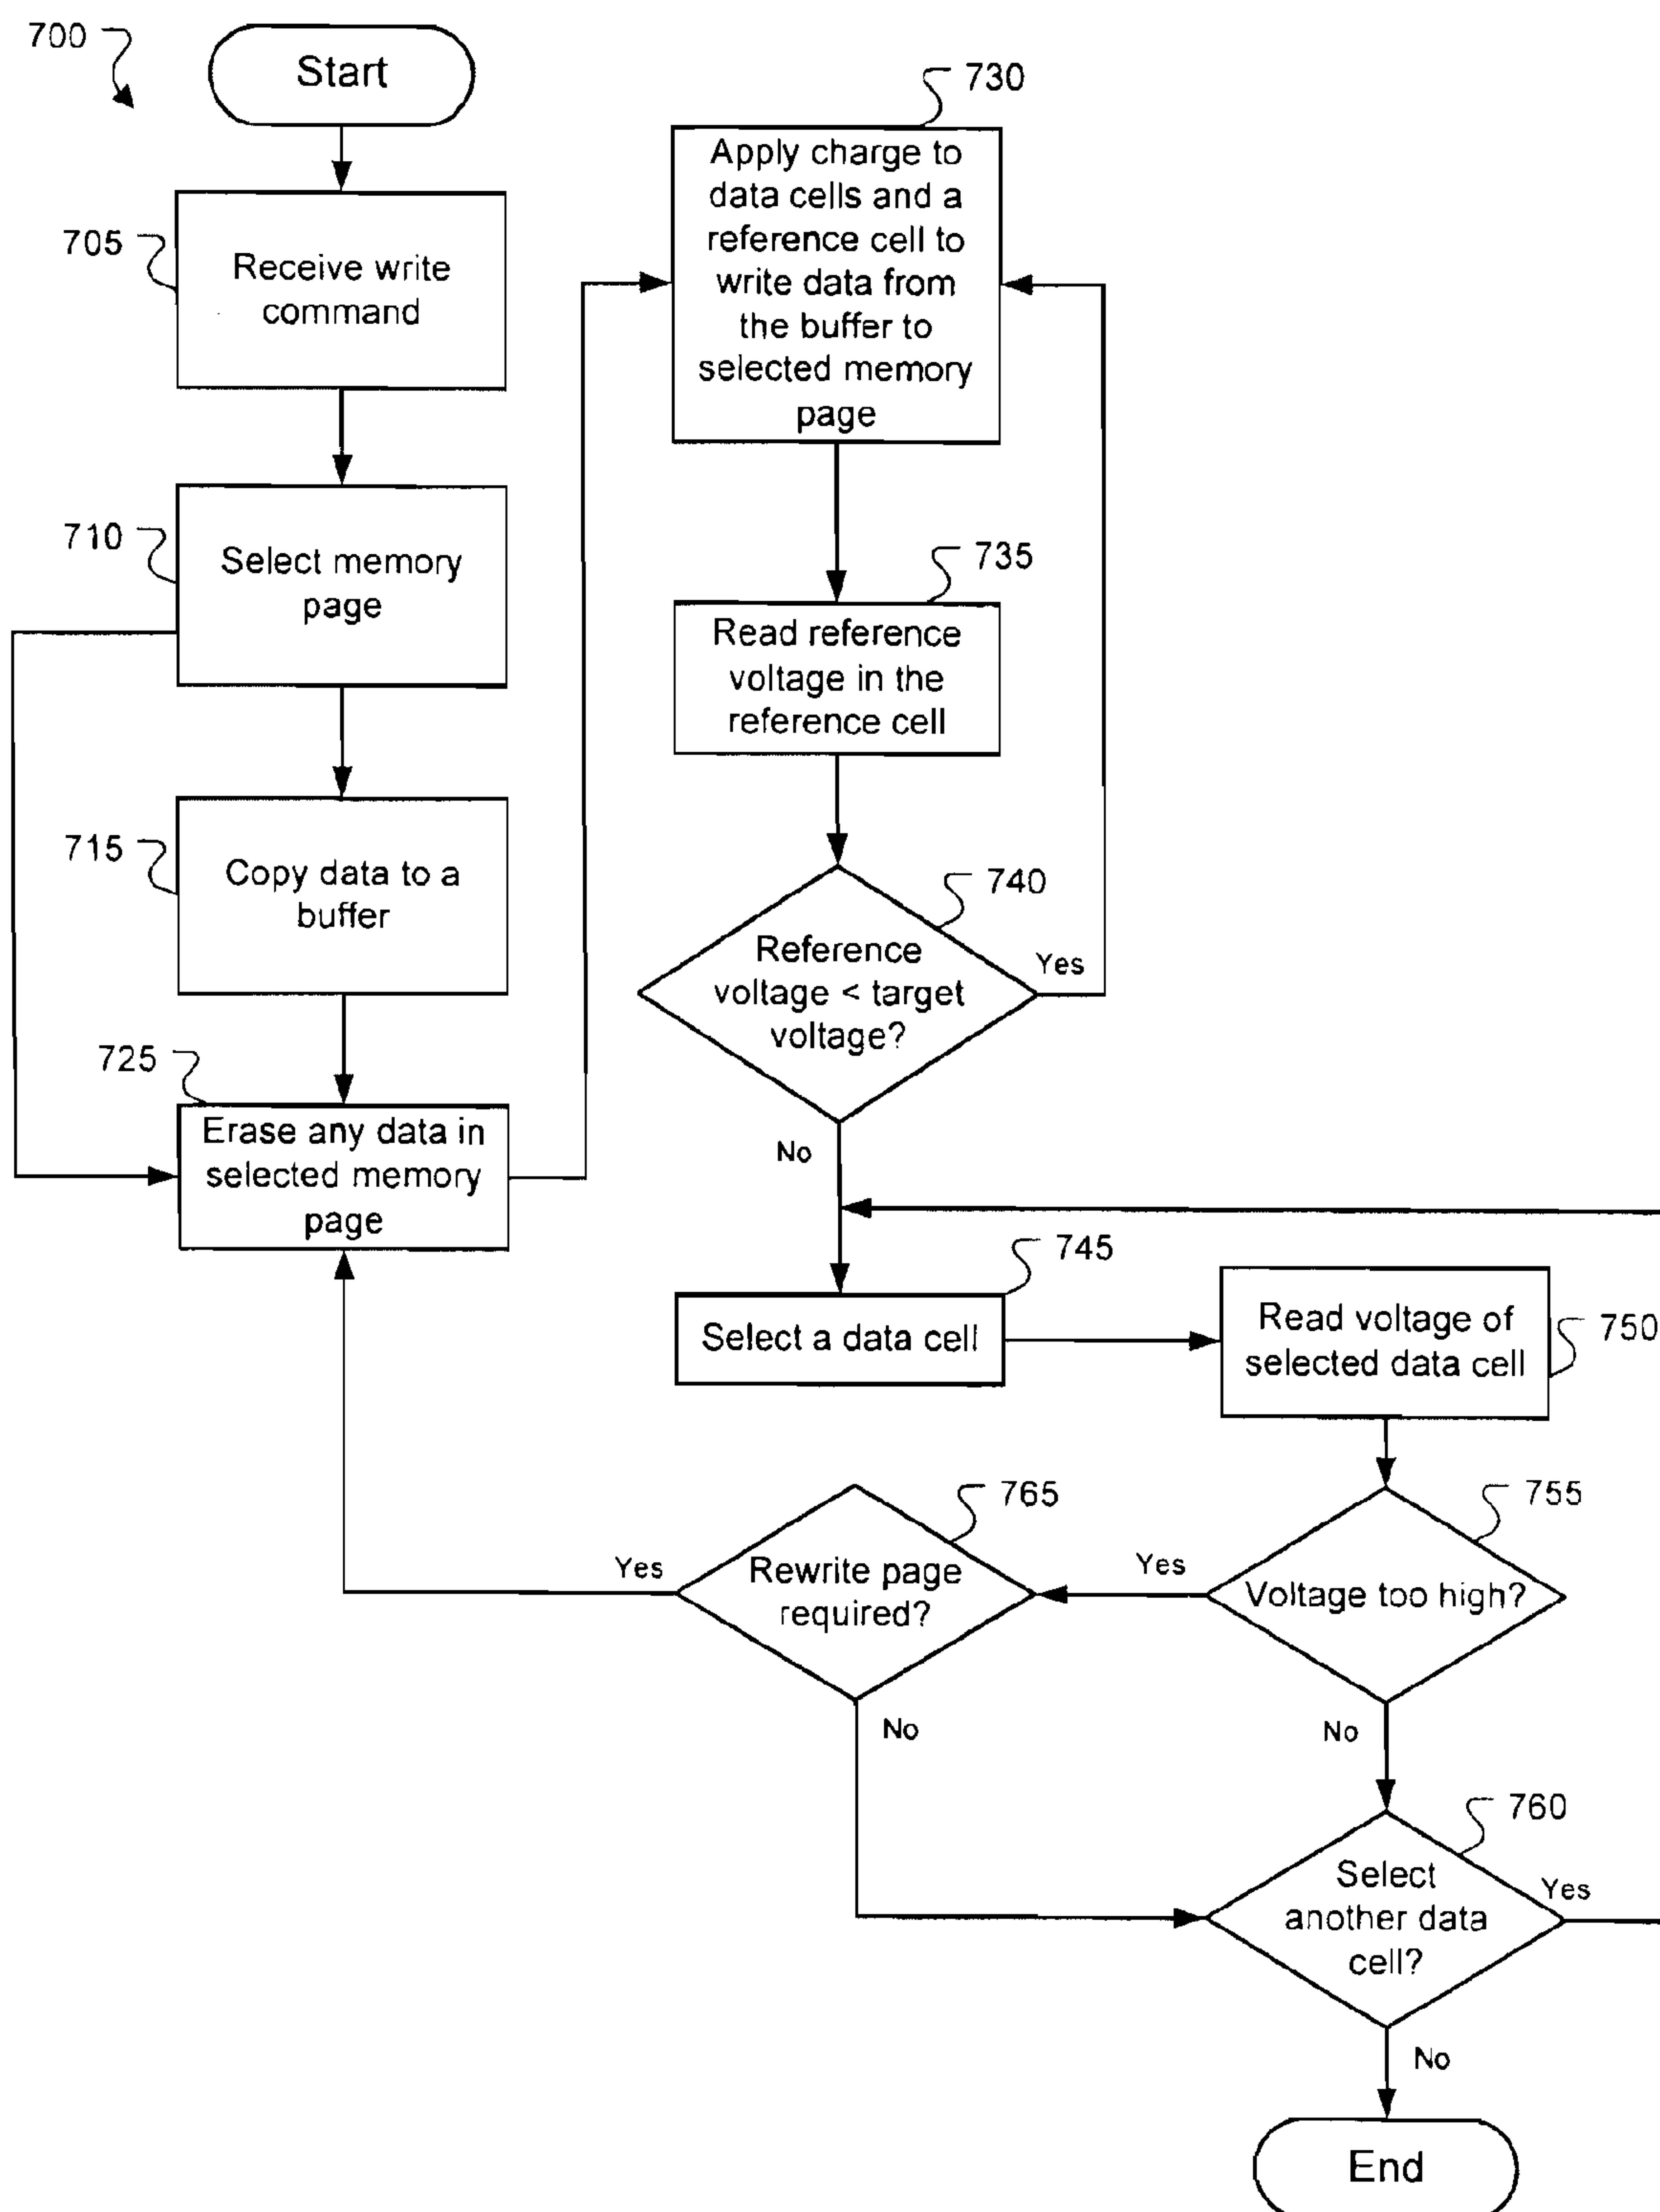 700
Start
705
Receive write
command
710
Select memory
page
715
Copy data to a
buffer
725
Erase any data in
selected memory
page
730
Apply charge to
data cells and a
reference cell to
write data from
the buffer to
selected memory
page
735
Read reference
voltage in the
reference cell
740
Reference
voltage < target
voltage?
Yes
No
745
Select a data cell
750
Read voltage of
selected data cell
755
Voltage too high?
Yes
No
765
Rewrite page
required?
Yes
No
760
Select
another data
cell?
Yes
No
End